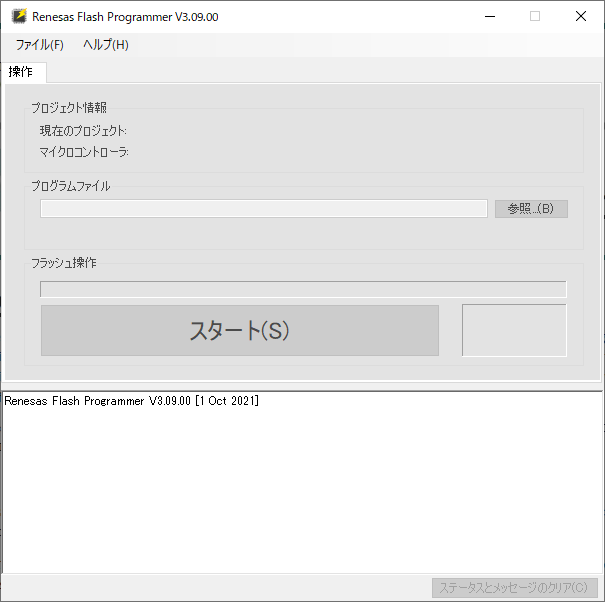 Renesas Flash Programmer V3.09.00
ファイル(F) ヘルプ(H)
操作
プロジェクト情報
現在のプロジェクト:
マイクロコントローラ:
プログラムファイル
参照...(B)
フラッシュ操作
スタート(S)
Renesas Flash Programmer V3.09.00 [1 Oct 2021]
ステータスとメッセージのクリア(C)